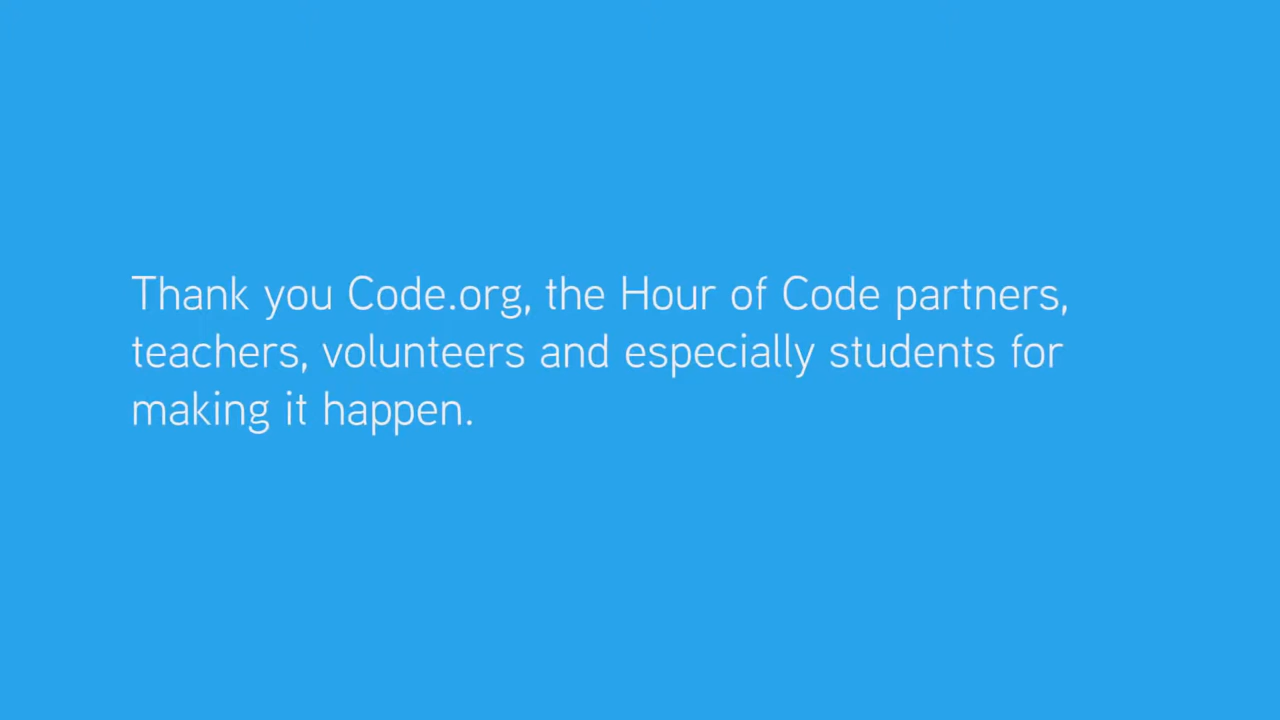 Thank you Code.org, the Hour of Code partners,
teachers, volunteers and especially students for
making it happen.